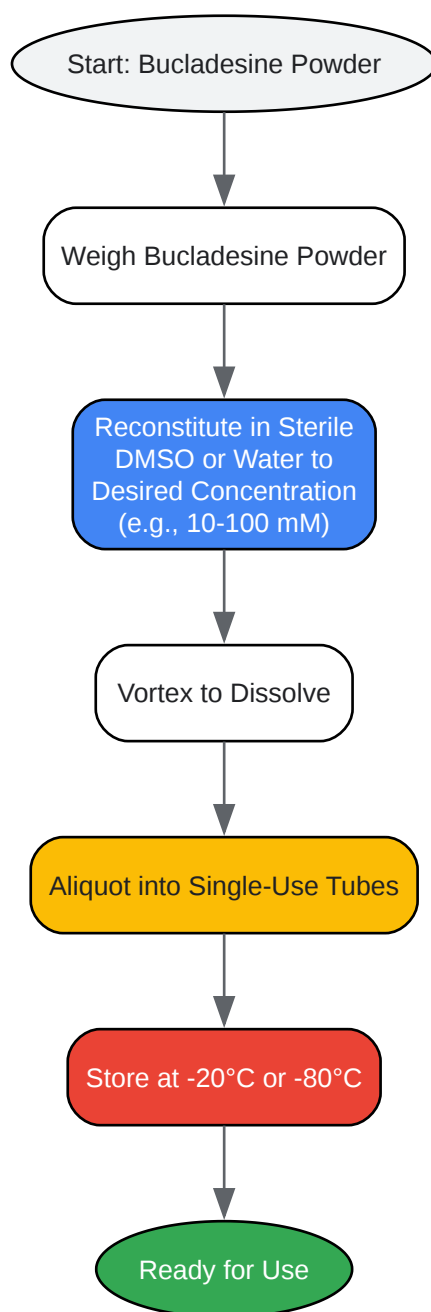 Start: Bucladesine Powder
Weigh Bucladesine Powder
Reconstitute in Sterile
DMSO or Water to
Desired Concentration
(e.g., 10-100 mM)
Vortex to Dissolve
Aliquot into Single-Use Tubes
Store at -20°C or -80°C
Ready for Use